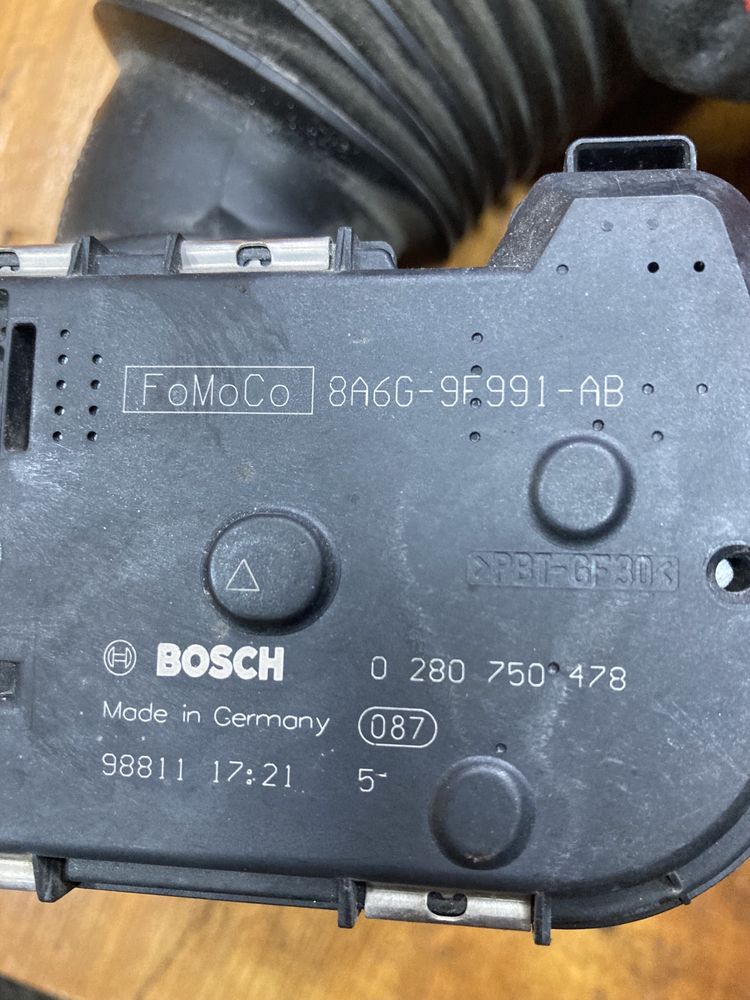 FoMoCo 8A6G-9F991-AB
>PBT-GF30<
BOSCH 0 280 750 478
Made in Germany 087
98811 17:21 5-